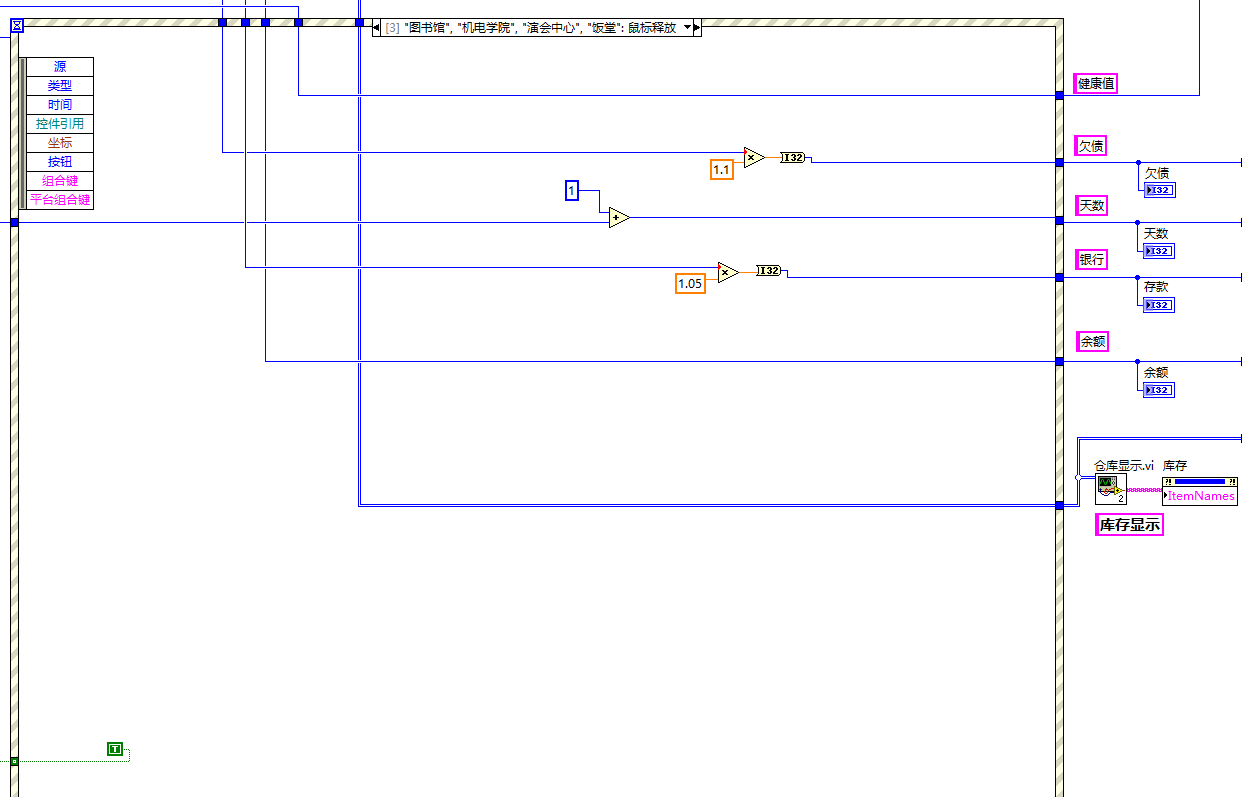 [3] "图书馆", "机电学院", "演会中心", "饭堂": 鼠标释放
源
类型
时间
控件引用
坐标
按钮
组合键
平台组合键
健康值
欠债
1.1
I32
欠债
I32
1
天数
天数
I32
银行
1.05
I32
存款
I32
余额
余额
I32
仓库显示.vi
库存
2
ItemNames
库存显示
T